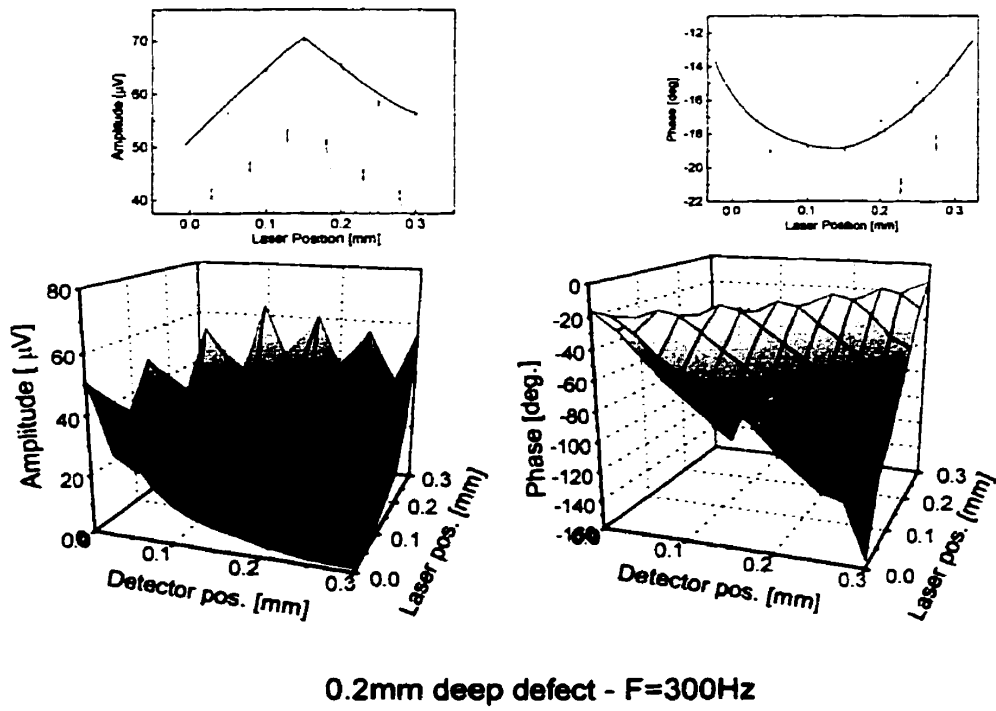 70
60
50
40
Amplitude [µV]
0.0 0.1 0.2 0.3
Laser Position [mm]
-12
-14
-16
-18
-20
-22
Phase [deg]
0.0 0.1 0.2 0.3
Laser Position [mm]
80
60
40
20
Amplitude [ µV]
0.1 0.2 0.3
Detector pos. [mm]
0.0 0.1 0.2 0.3
Laser pos. [mm]
0
-20
-40
-60
-80
-100
-120
-140
Phase [deg.]
0.1 0.2 0.3
Detector pos. [mm]
0.0 0.1 0.2 0.3
Laser pos. [mm]
0.2mm deep defect - F=300Hz